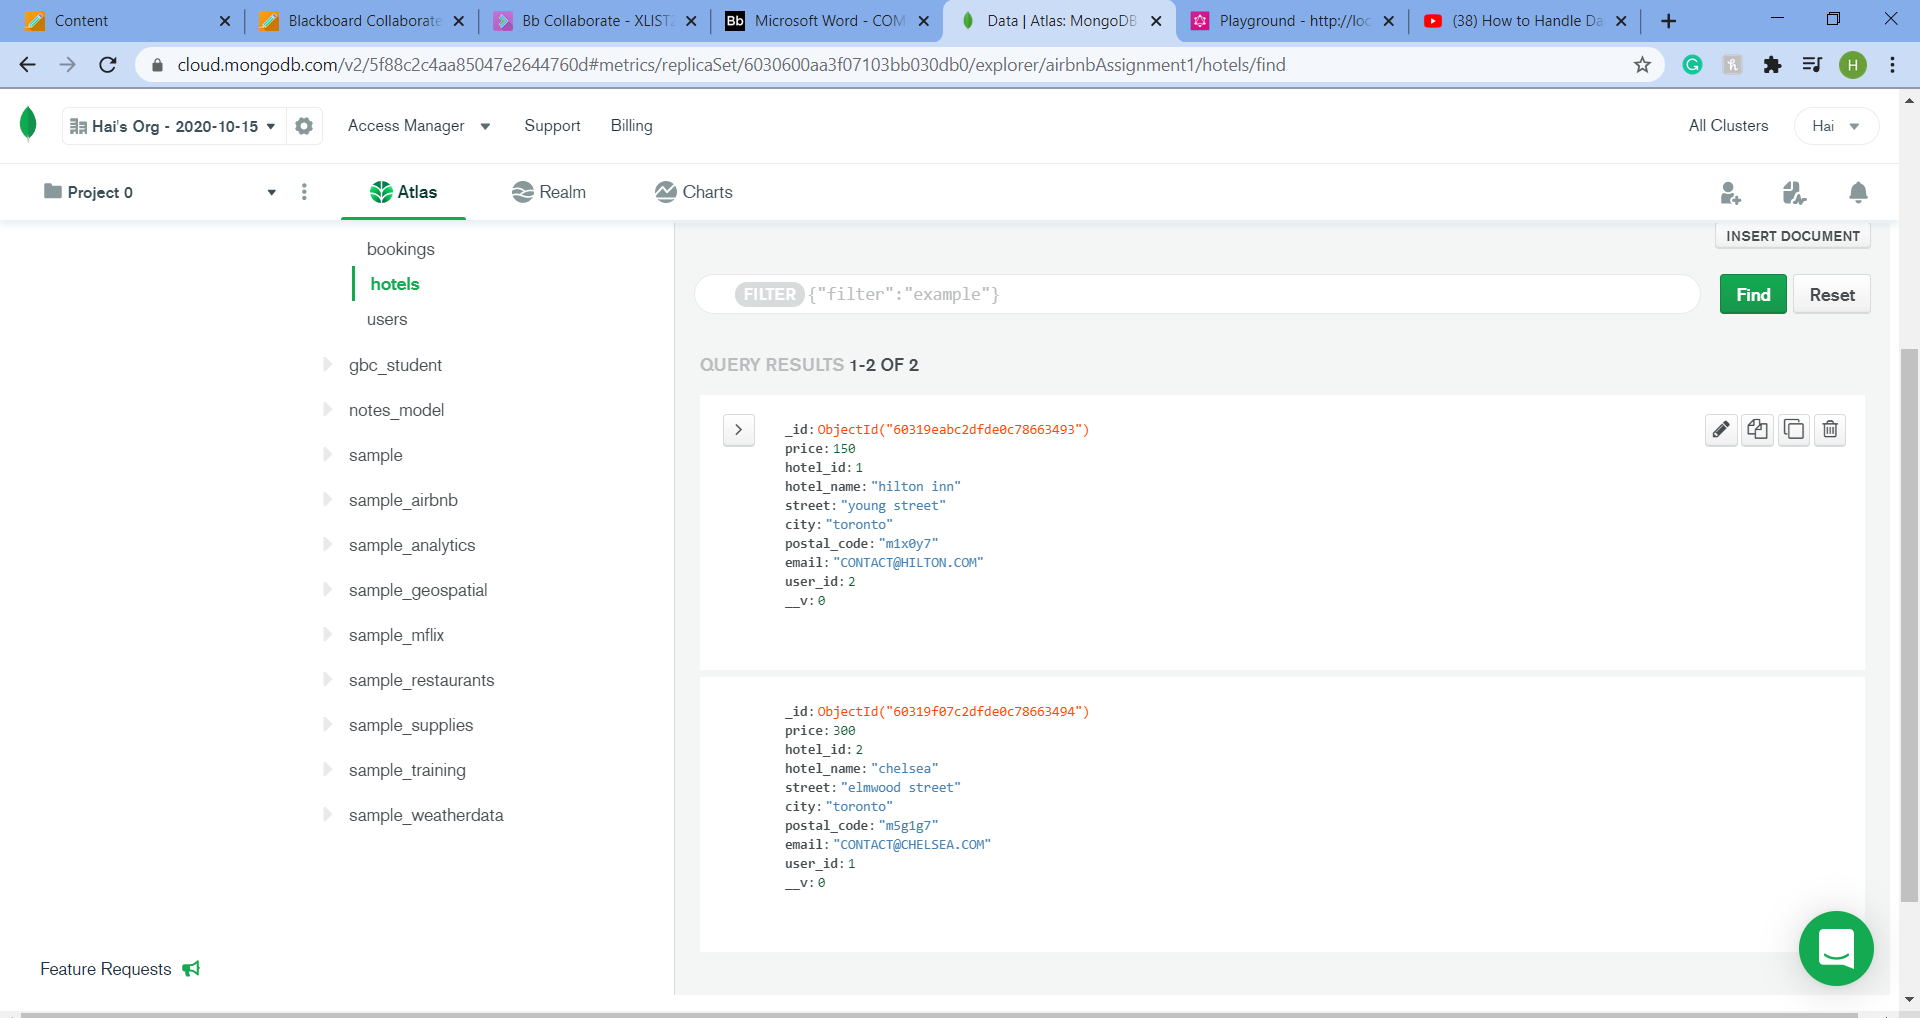 Content
Blackboard Collaborate
Bb Collaborate - XLIST
Bb Microsoft Word - COM
Data | Atlas: MongoDB
Playground - http://loc
(38) How to Handle Da
cloud.mongodb.com/v2/5f88c2c4aa85047e2644760d#metrics/replicaSet/6030600aa3f07103bb030db0/explorer/airbnbAssignment1/hotels/find
H
Hai's Org - 2020-10-15
Access Manager
Support
Billing
All Clusters
Hai
Project 0
Atlas
Realm
Charts
bookings
hotels
users
gbc_student
notes_model
sample
sample_airbnb
sample_analytics
sample_geospatial
sample_mflix
sample_restaurants
sample_supplies
sample_training
sample_weatherdata
Feature Requests
INSERT DOCUMENT
FILTER {"filter":"example"}
Find
Reset
QUERY RESULTS 1-2 OF 2
_id: ObjectId("60319eabc2dfde0c78663493")
price: 150
hotel_id: 1
hotel_name: "hilton inn"
street: "young street"
city: "toronto"
postal_code: "m1x0y7"
email: "CONTACT@HILTON.COM"
user_id: 2
__v: 0
_id: ObjectId("60319f07c2dfde0c78663494")
price: 300
hotel_id: 2
hotel_name: "chelsea"
street: "elmwood street"
city: "toronto"
postal_code: "m5g1g7"
email: "CONTACT@CHELSEA.COM"
user_id: 1
__v: 0